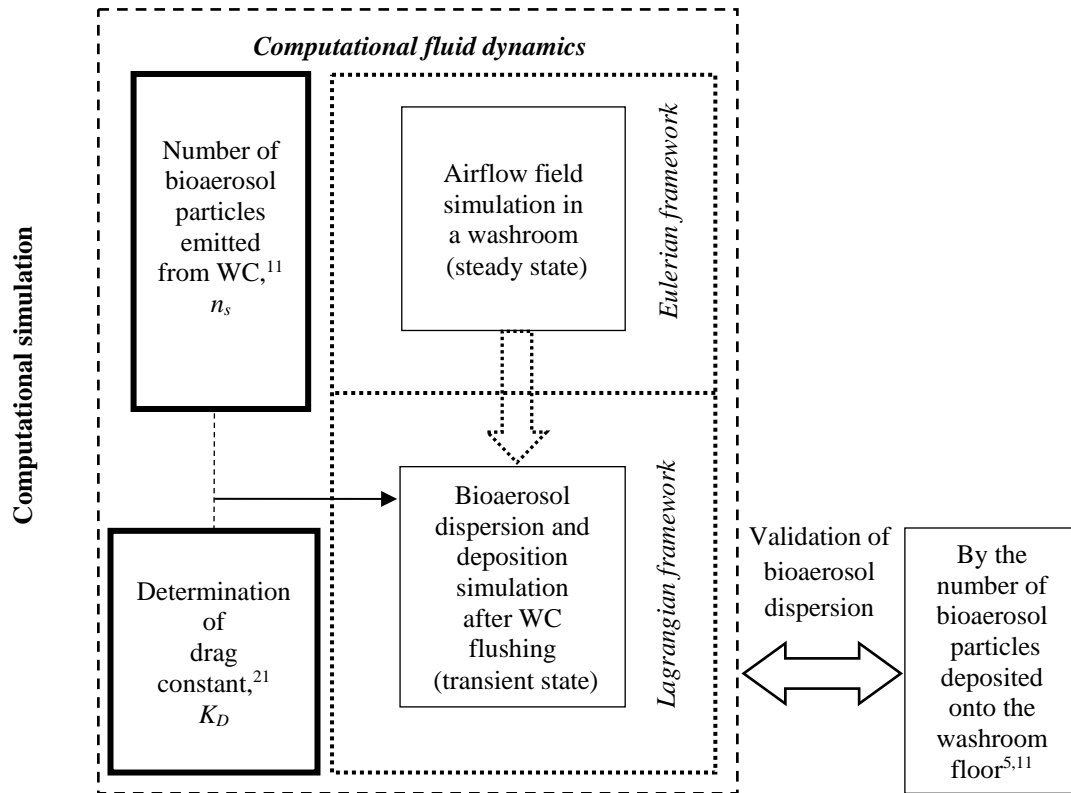 Computational simulation
Computational fluid dynamics
Number of
bioaerosol
particles
emitted
from WC,¹¹
nₛ
Airflow field
simulation in
a washroom
(steady state)
Eulerian framework
Determination
of
drag
constant,²¹
K_D
Bioaerosol
dispersion and
deposition
simulation
after WC
flushing
(transient state)
Lagrangian framework
Validation of
bioaerosol
dispersion
By the
number of
bioaerosol
particles
deposited
onto the
washroom
floor⁵,¹¹